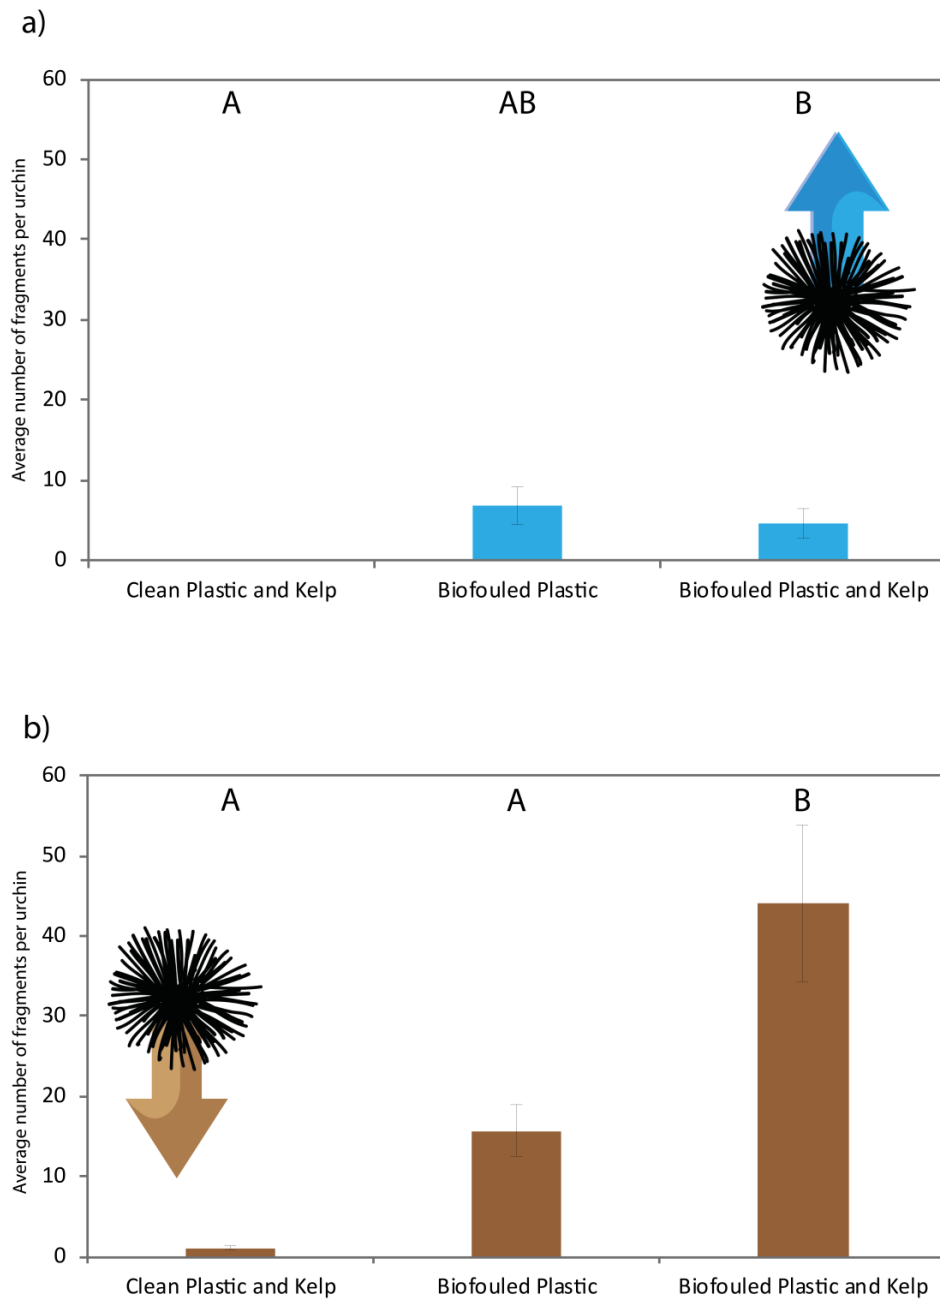 a)
Average number of fragments per urchin
60
50
40
30
20
10
0
A
AB
B
Clean Plastic and Kelp
Biofouled Plastic
Biofouled Plastic and Kelp
b)
Average number of fragments per urchin
60
50
40
30
20
10
0
A
A
B
Clean Plastic and Kelp
Biofouled Plastic
Biofouled Plastic and Kelp